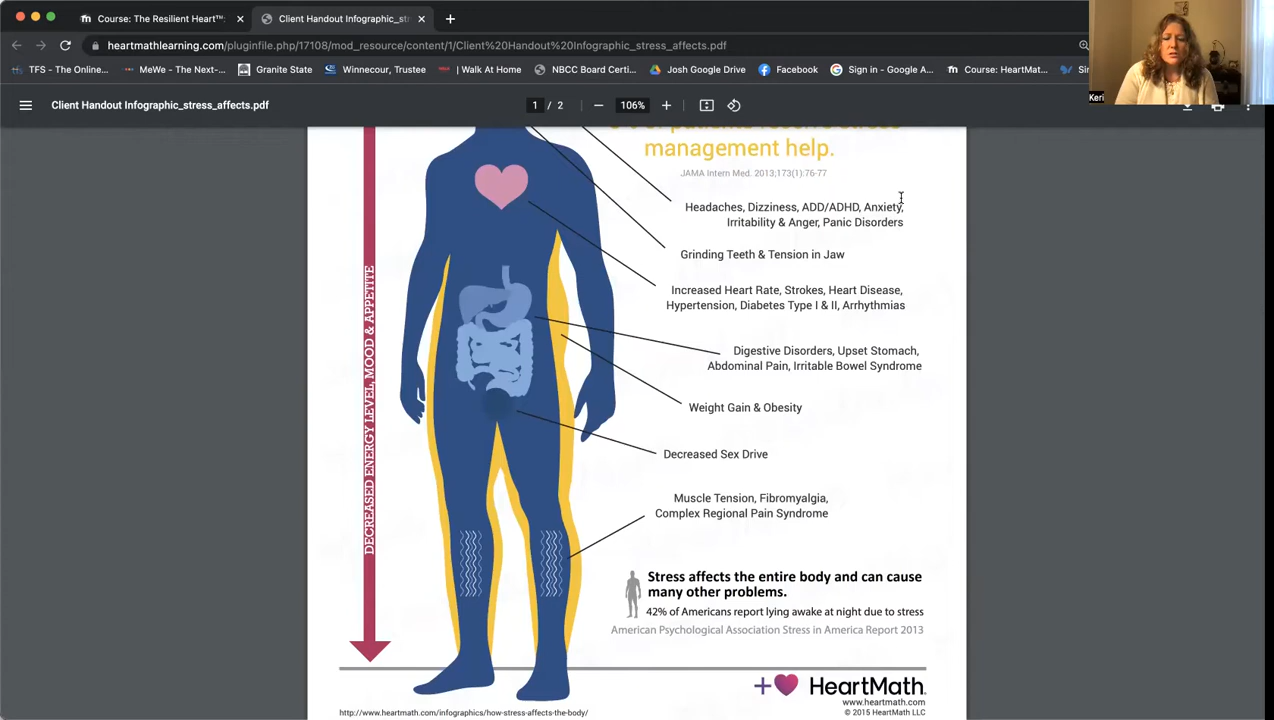 Course: The Resilient Heart™
Client Handout Infographic_str
heartmathlearning.com/pluginfile.php/17108/mod_resource/content/1/Client%20Handout%20Infographic_stress_affects.pdf
TFS - The Online...
MeWe - The Next-...
Granite State
Winnecour, Trustee
| Walk At Home
NBCC Board Certi...
Josh Google Drive
Facebook
Sign in - Google A...
Course: HeartMat...
Keri
Client Handout Infographic_stress_affects.pdf
1 / 2
106%
management help.
JAMA Intern Med. 2013;173(1):76-77
Headaches, Dizziness, ADD/ADHD, Anxiety,
Irritability & Anger, Panic Disorders
Grinding Teeth & Tension in Jaw
Increased Heart Rate, Strokes, Heart Disease,
Hypertension, Diabetes Type I & II, Arrhythmias
Digestive Disorders, Upset Stomach,
Abdominal Pain, Irritable Bowel Syndrome
Weight Gain & Obesity
Decreased Sex Drive
Muscle Tension, Fibromyalgia,
Complex Regional Pain Syndrome
DECREASED ENERGY LEVEL, MOOD & APPETITE
Stress affects the entire body and can cause
many other problems.
42% of Americans report lying awake at night due to stress
American Psychological Association Stress in America Report 2013
HeartMath.
www.heartmath.com
© 2015 HeartMath LLC
http://www.heartmath.com/infographics/how-stress-affects-the-body/